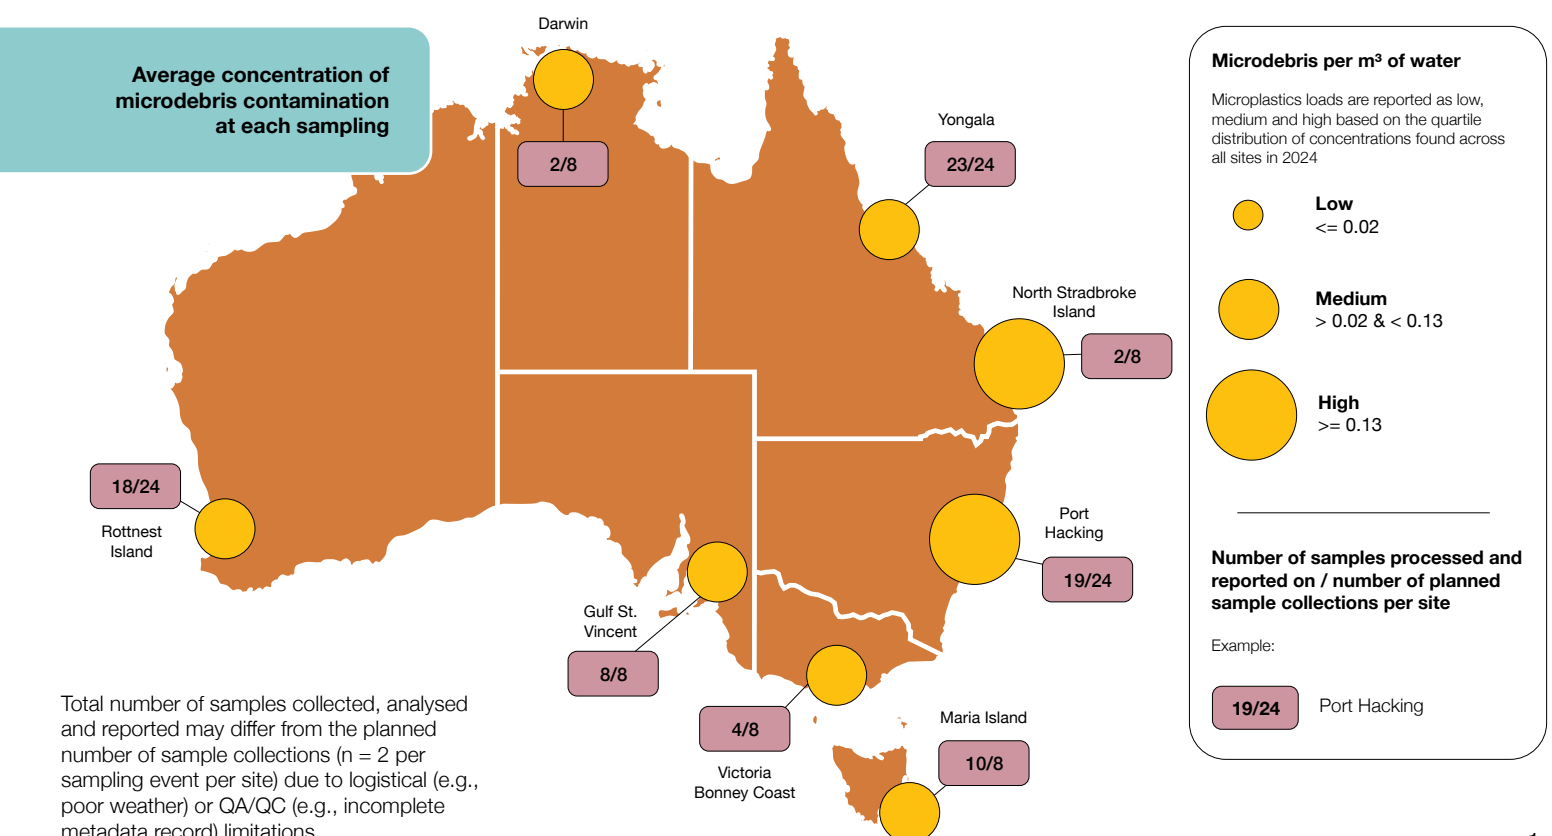 Average concentration of
microdebris contamination
at each sampling
Darwin
2/8
Yongala
23/24
North Stradbroke
Island
2/8
18/24
Rottnest
Island
Port
Hacking
19/24
Gulf St.
Vincent
8/8
4/8
Victoria
Bonney Coast
Maria Island
10/8
Total number of samples collected, analysed
and reported may differ from the planned
number of sample collections (n = 2 per
sampling event per site) due to logistical (e.g.,
poor weather) or QA/QC (e.g., incomplete
metadata record) limitations
Microdebris per m³ of water
Microplastics loads are reported as low,
medium and high based on the quartile
distribution of concentrations found across
all sites in 2024
Low
<= 0.02
Medium
> 0.02 & < 0.13
High
>= 0.13
Number of samples processed and
reported on / number of planned
sample collections per site
Example:
19/24
Port Hacking